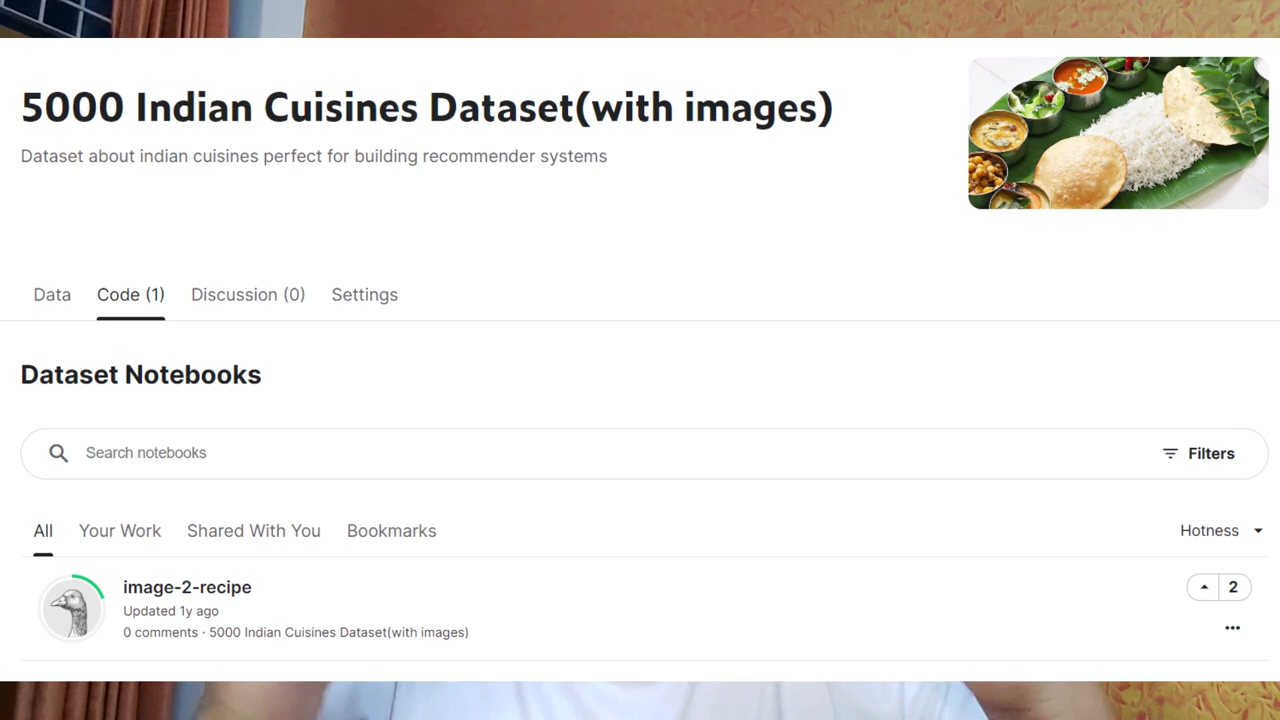 5000 Indian Cuisines Dataset(with images)
Dataset about indian cuisines perfect for building recommender systems
Data Code (1) Discussion (0) Settings
Dataset Notebooks
Search notebooks Filters
All Your Work Shared With You Bookmarks Hotness
image-2-recipe
2
Updated 1y ago
0 comments · 5000 Indian Cuisines Dataset(with images)